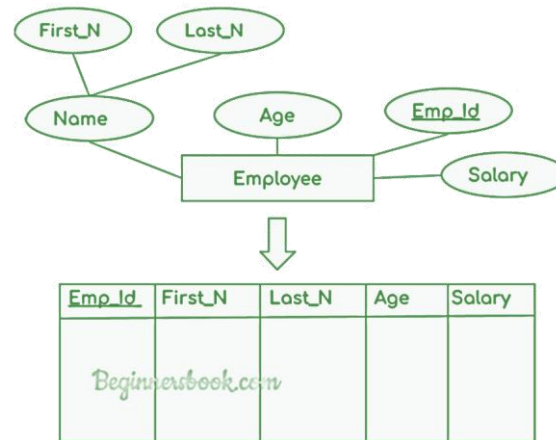 First_N
Last_N
Name
Age
Emp_Id
Employee
Salary
Emp_Id First_N Last_N Age Salary
Beginnersbook.com